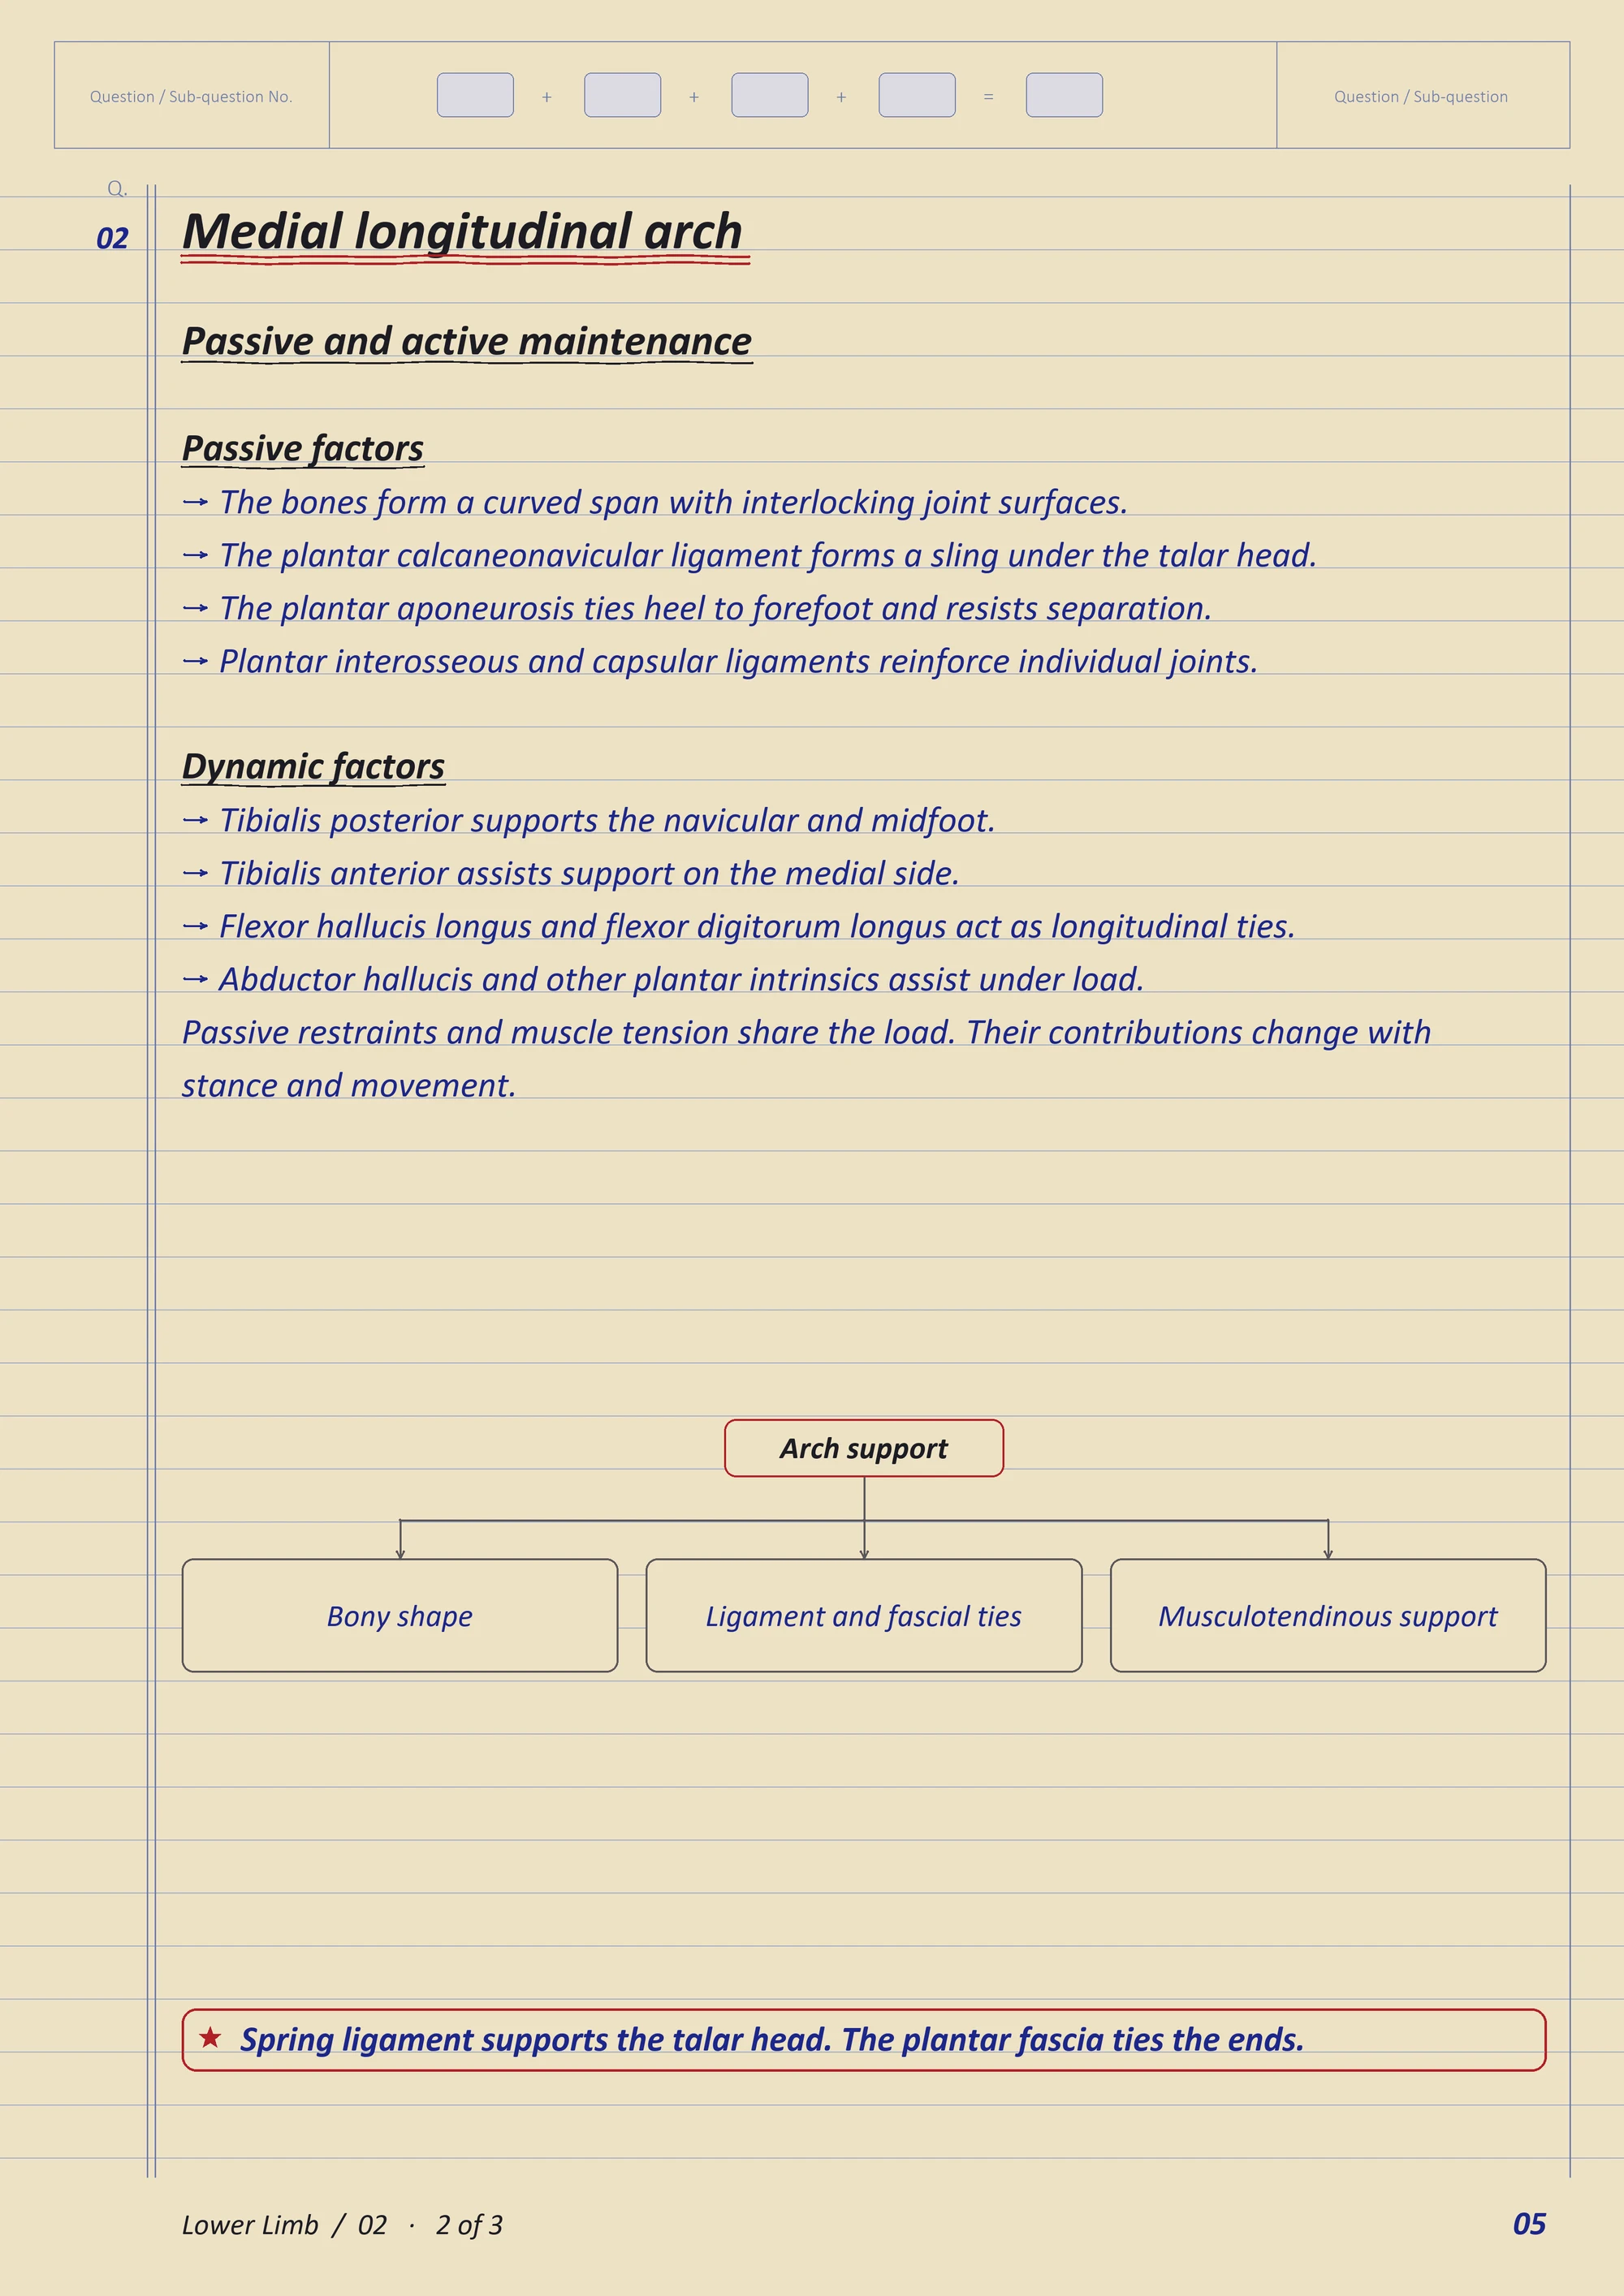 Question / Sub-question No.
+ + + =
Question / Sub-question
Q.
02
Medial longitudinal arch
Passive and active maintenance
Passive factors
→ The bones form a curved span with interlocking joint surfaces.
→ The plantar calcaneonavicular ligament forms a sling under the talar head.
→ The plantar aponeurosis ties heel to forefoot and resists separation.
→ Plantar interosseous and capsular ligaments reinforce individual joints.
Dynamic factors
→ Tibialis posterior supports the navicular and midfoot.
→ Tibialis anterior assists support on the medial side.
→ Flexor hallucis longus and flexor digitorum longus act as longitudinal ties.
→ Abductor hallucis and other plantar intrinsics assist under load.
Passive restraints and muscle tension share the load. Their contributions change with
stance and movement.
Arch support
Bony shape
Ligament and fascial ties
Musculotendinous support
★ Spring ligament supports the talar head. The plantar fascia ties the ends.
Lower Limb / 02 · 2 of 3
05